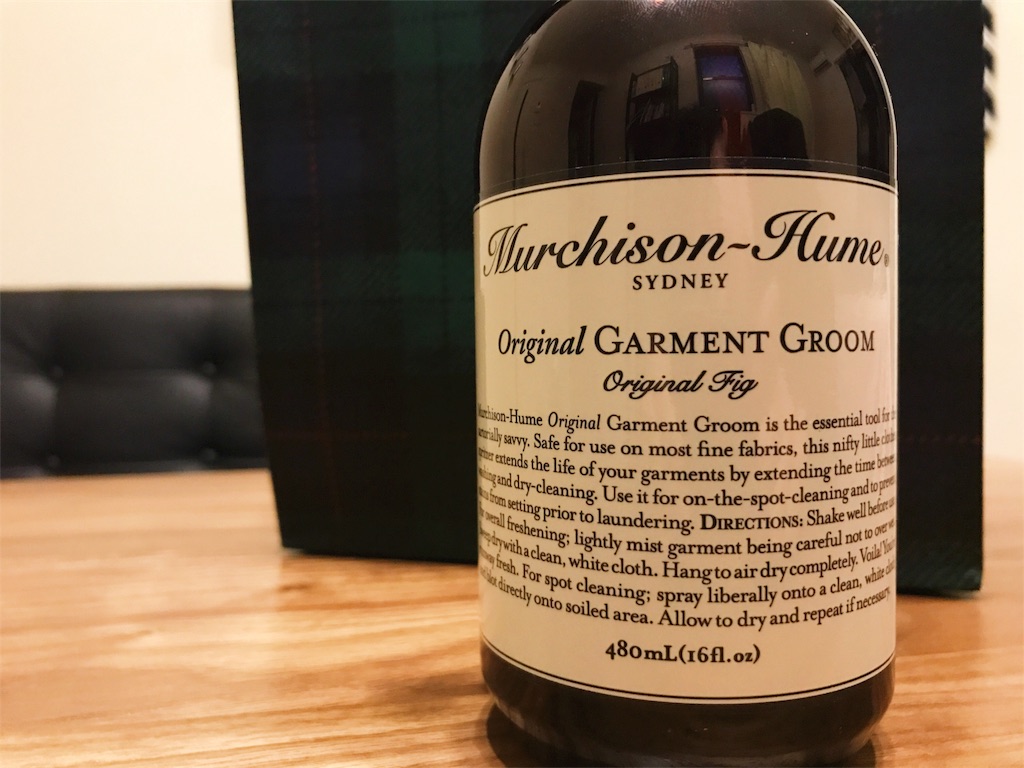 Murchison~Hume®
SYDNEY
Original GARMENT GROOM
Original Fig
Murchison-Hume Original Garment Groom is the essential tool for
savvy. Safe for use on most fine fabrics, this nifty little
extends the life of your garments by extending the time
and dry-cleaning. Use it for on-the-spot-cleaning and to
from setting prior to laundering. DIRECTIONS: Shake well before
overall freshening; lightly mist garment being careful not to
dry with a clean, white cloth. Hang to air dry completely. Voila!
fresh. For spot cleaning; spray liberally onto a clean, white
directly onto soiled area. Allow to dry and repeat if necessary.
480mL(16fl.oz)